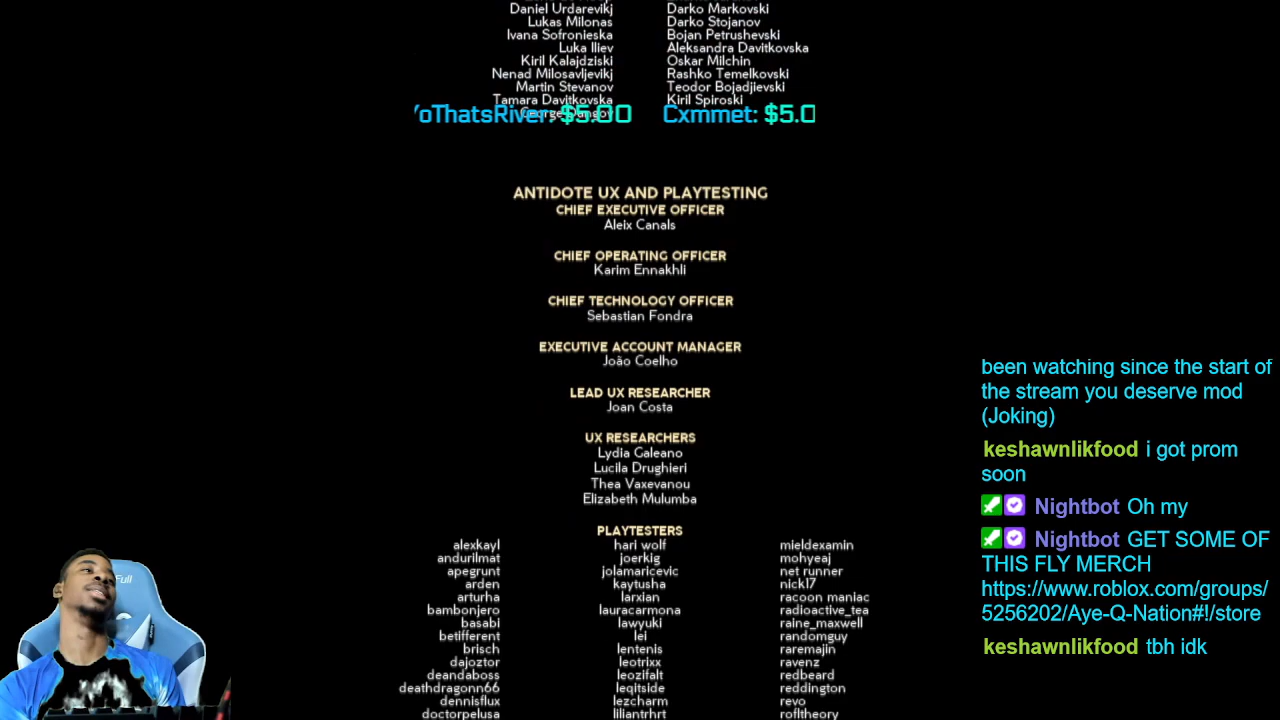 Daniel Urdarevikj
Darko Markovski
Lukas Milonas
Darko Stojanov
Ivana Sofronieska
Bojan Petrushevski
Luka Iliev
Aleksandra Davitkovska
Kiril Kalajdziski
Oskar Milchin
Nenad Milosavljevikj
Rashko Temelkovski
Martin Stevanov
Teodor Bojadjievski
Tamara Davitkovska
Kiril Spiroski
YoThatsRiver: $5.00
Cxmmet: $5.0
ANTIDOTE UX AND PLAYTESTING
CHIEF EXECUTIVE OFFICER
Aleix Canals
CHIEF OPERATING OFFICER
Karim Ennakhli
CHIEF TECHNOLOGY OFFICER
Sebastian Fondra
EXECUTIVE ACCOUNT MANAGER
João Coelho
LEAD UX RESEARCHER
Joan Costa
UX RESEARCHERS
Lydia Galeano
Lucila Drughieri
Thea Vaxevanou
Elizabeth Mulumba
PLAYTESTERS
alexkayl
hari wolf
mieldexamin
andurilmat
joerkig
mohyeaj
apegrunt
jolamaricevic
net runner
arden
kaytusha
nick17
arturha
larxian
racoon maniac
bambonjero
lauracarmona
radioactive_tea
basabi
lawyuki
raine_maxwell
betifferent
lei
randomguy
brisch
lentenis
raremajin
dajoztor
leotrixx
ravenz
deandaboss
leozifalt
redbeard
deathdragonn66
leqitside
reddington
dennisflux
lezcharm
revo
doctorpelusa
liliantrhrt
rofltheory
been watching since the start of
the stream you deserve mod
(Joking)
keshawnlikfood i got prom
soon
Nightbot Oh my
Nightbot GET SOME OF
THIS FLY MERCH
https://www.roblox.com/groups/
5256202/Aye-Q-Nation#!/store
keshawnlikfood tbh idk